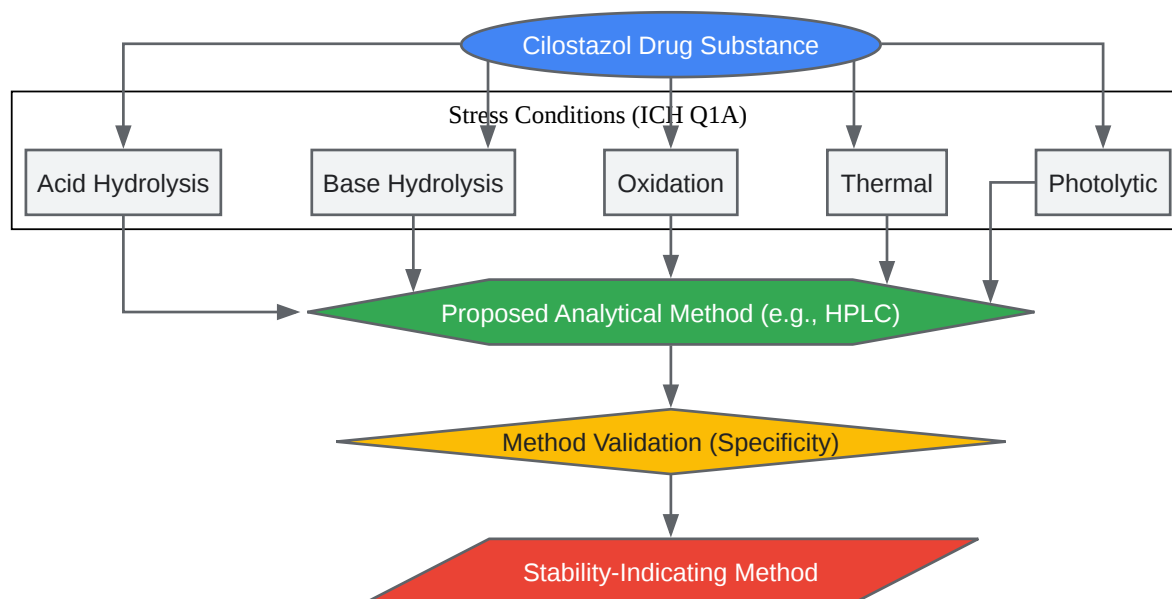 Cilostazol Drug Substance
Stress Conditions (ICH Q1A)
Acid Hydrolysis
Base Hydrolysis
Oxidation
Thermal
Photolytic
Proposed Analytical Method (e.g., HPLC)
Method Validation (Specificity)
Stability-Indicating Method